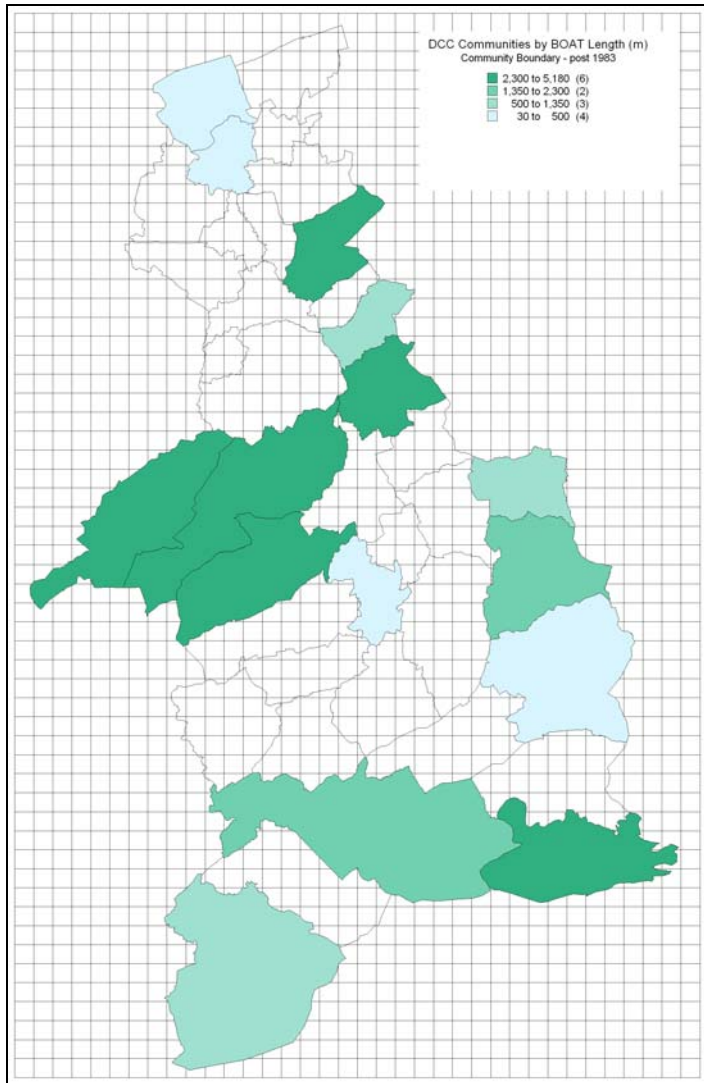 DCC Communities by BOAT Length (m)
Community Boundary - post 1983
2,300 to 5,180 (6)
1,350 to 2,300 (2)
500 to 1,350 (3)
30 to 500 (4)